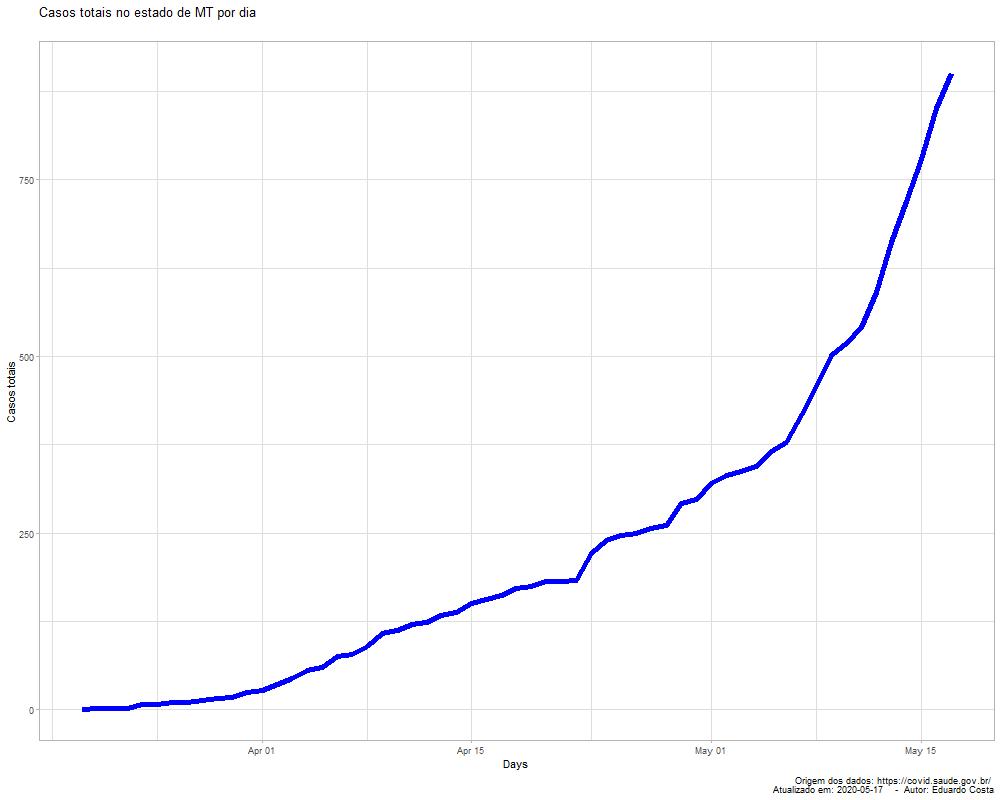 Casos totais no estado de MT por dia
750
500
250
0
Casos totais
Apr 01
Apr 15
May 01
May 15
Days
Origem dos dados: https://covid.saude.gov.br/
Atualizado em: 2020-05-17 - Autor: Eduardo Costa